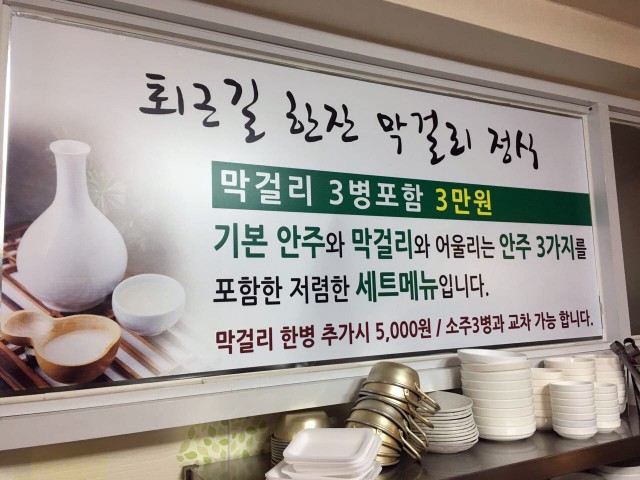 퇴근길 한잔 막걸리 정식
막걸리 3병포함 3만원
기본 안주와 막걸리와 어울리는 안주 3가지를
포함한 저렴한 세트메뉴입니다.
막걸리 한병 추가시 5,000원 / 소주3병과 교차 가능 합니다.